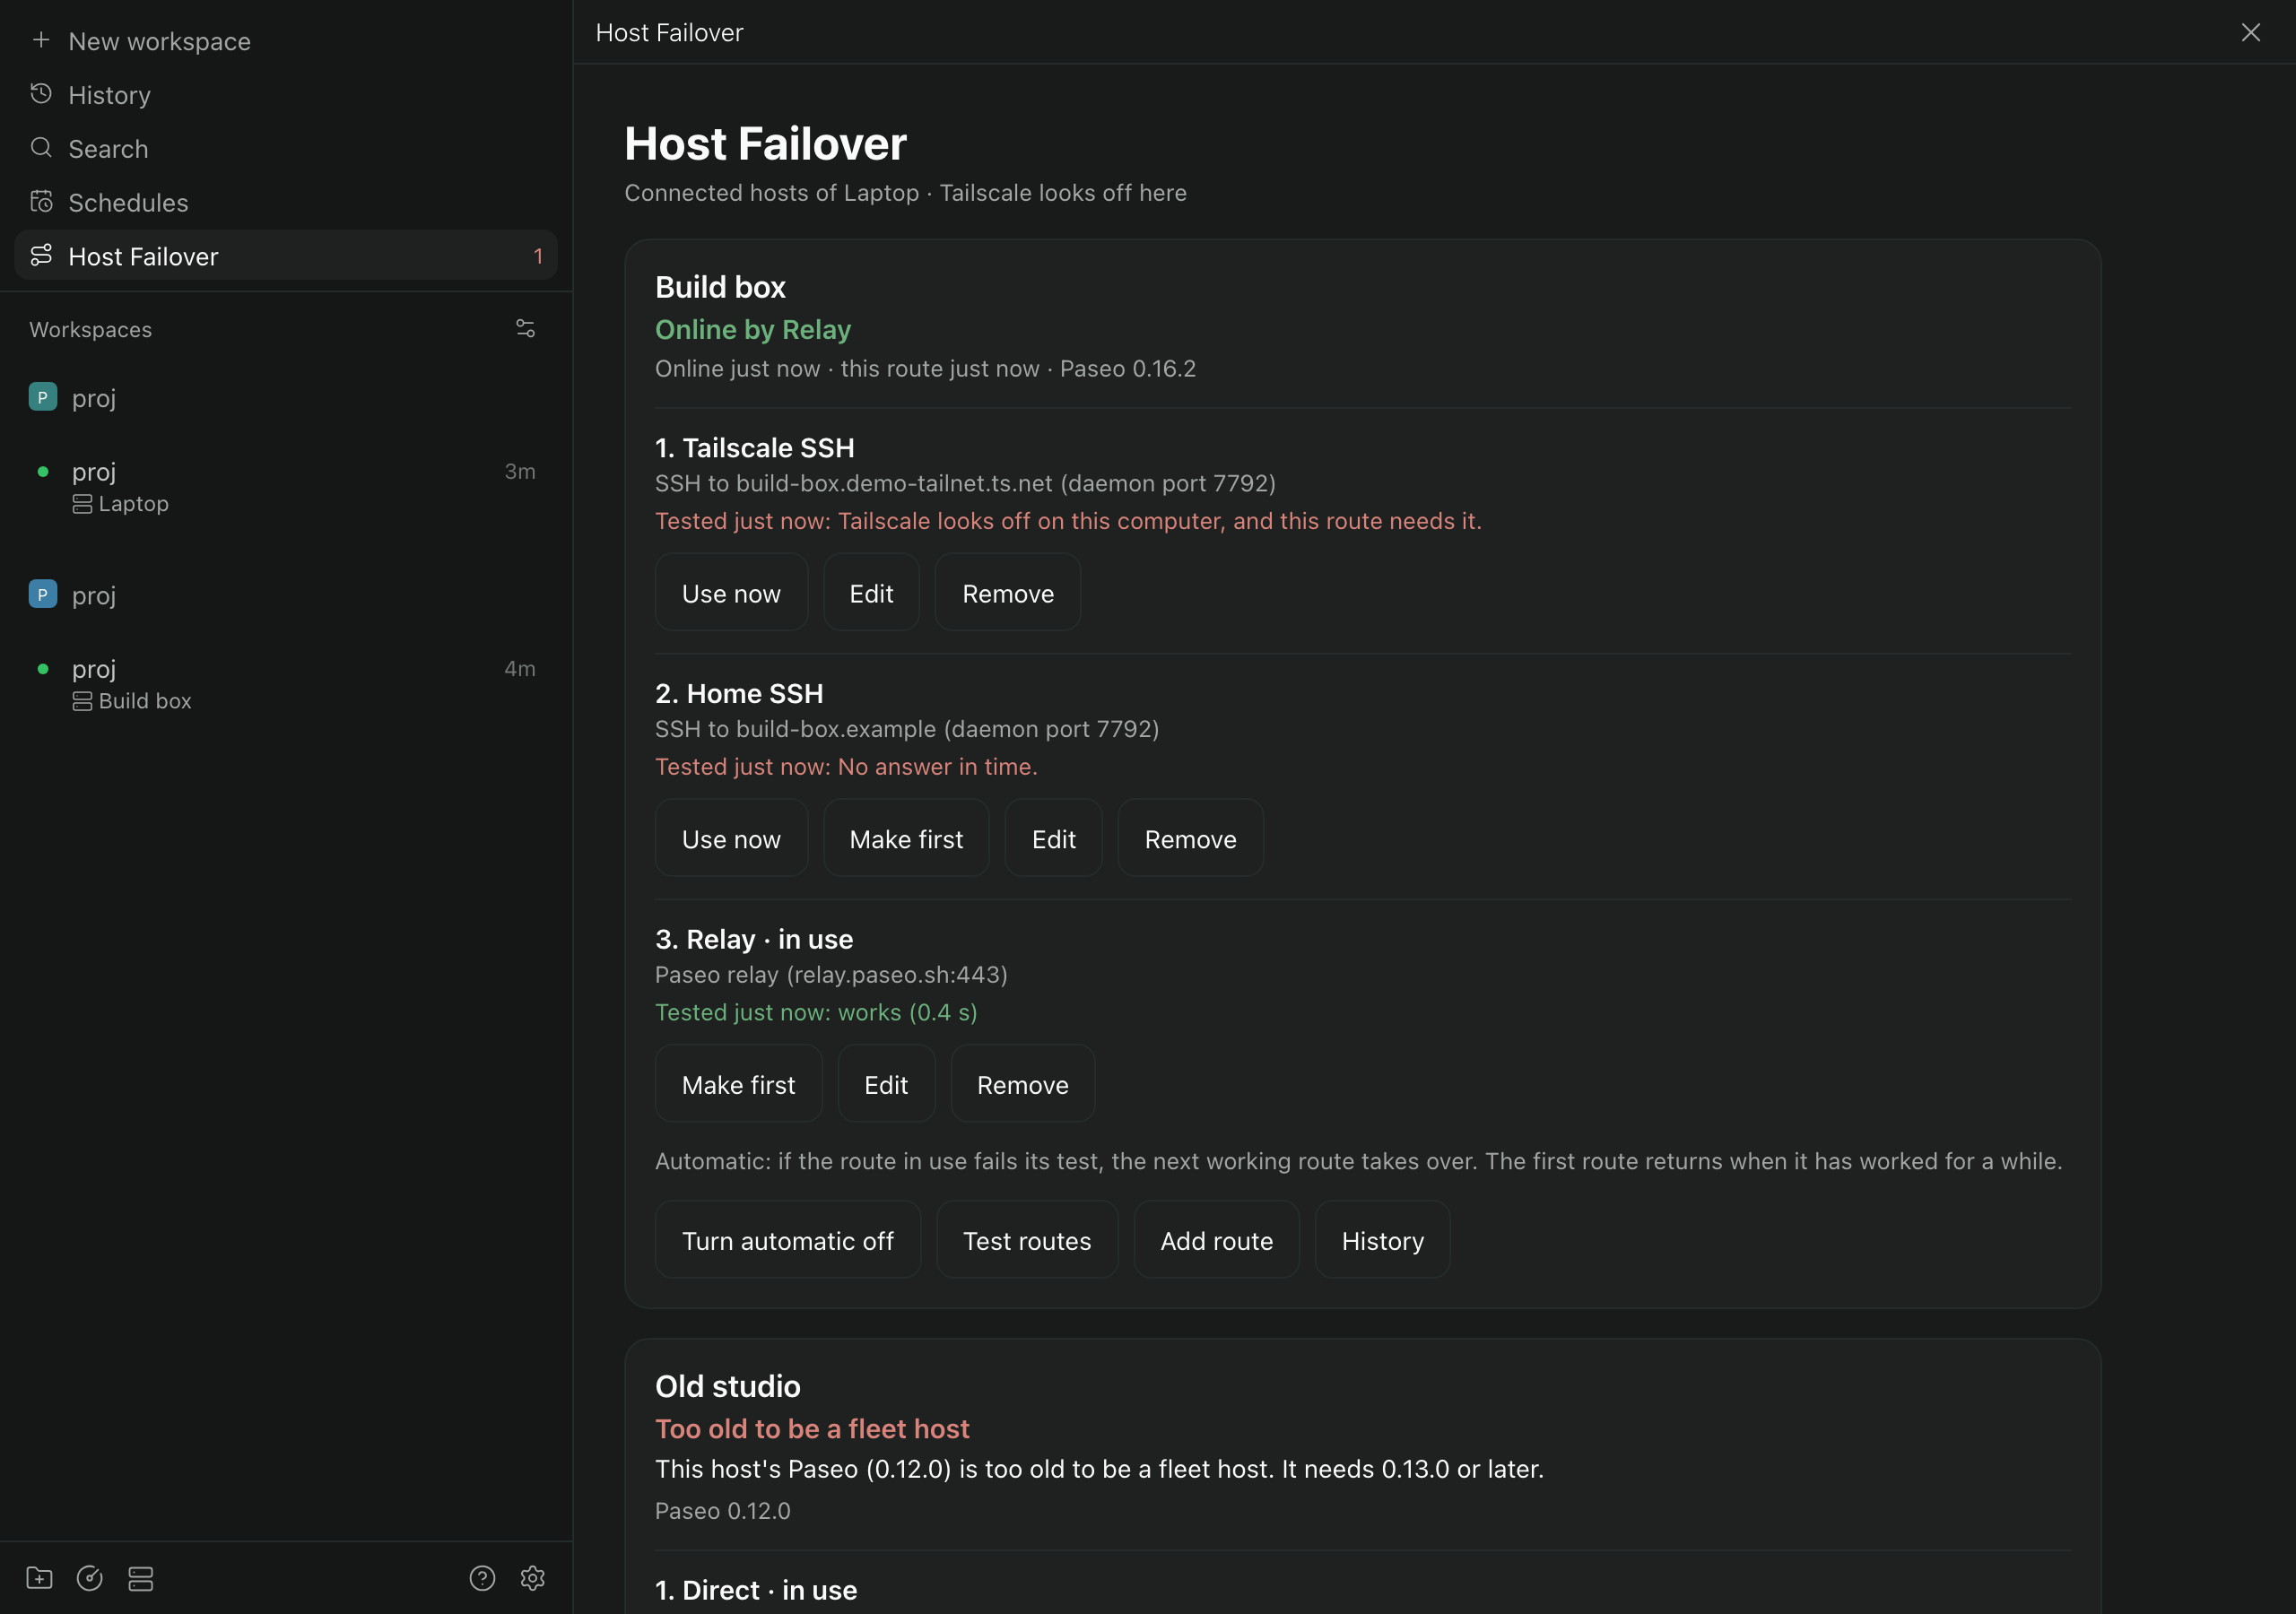 New workspace
History
Search
Schedules
Host Failover 1
Workspaces
P proj
proj 3m
Laptop
P proj
proj 4m
Build box
Host Failover
Host Failover
Connected hosts of Laptop · Tailscale looks off here
Build box
Online by Relay
Online just now · this route just now · Paseo 0.16.2
1. Tailscale SSH
SSH to build-box.demo-tailnet.ts.net (daemon port 7792)
Tested just now: Tailscale looks off on this computer, and this route needs it.
Use now Edit Remove
2. Home SSH
SSH to build-box.example (daemon port 7792)
Tested just now: No answer in time.
Use now Make first Edit Remove
3. Relay · in use
Paseo relay (relay.paseo.sh:443)
Tested just now: works (0.4 s)
Make first Edit Remove
Automatic: if the route in use fails its test, the next working route takes over. The first route returns when it has worked for a while.
Turn automatic off Test routes Add route History
Old studio
Too old to be a fleet host
This host's Paseo (0.12.0) is too old to be a fleet host. It needs 0.13.0 or later.
Paseo 0.12.0
1. Direct · in use